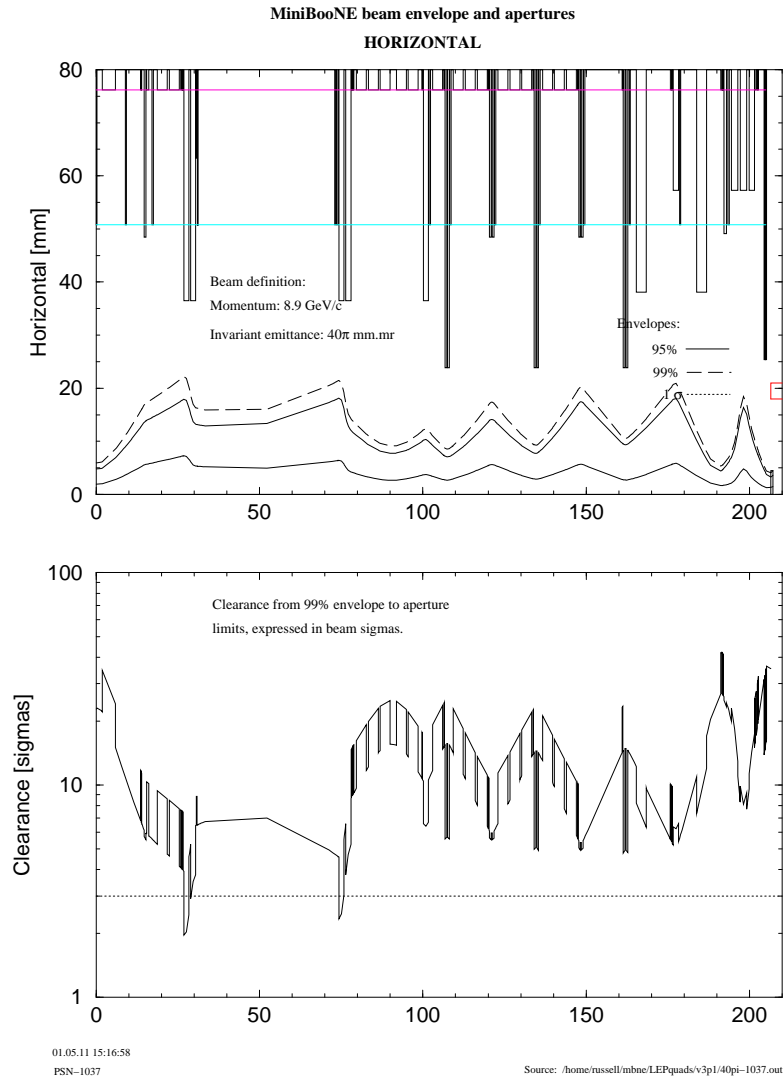 MiniBooNE beam envelope and apertures
HORIZONTAL
80
60
40
20
0
Horizontal [mm]
Beam definition:
Momentum: 8.9 GeV/c
Invariant emittance: 40π mm.mr
Envelopes:
95%
99%
1 σ
0 50 100 150 200
100
10
1
Clearance [sigmas]
Clearance from 99% envelope to aperture
limits, expressed in beam sigmas.
0 50 100 150 200
01.05.11 15:16:58
PSN−1037
Source: /home/russell/mbne/LEPquads/v3p1/40pi−1037.out